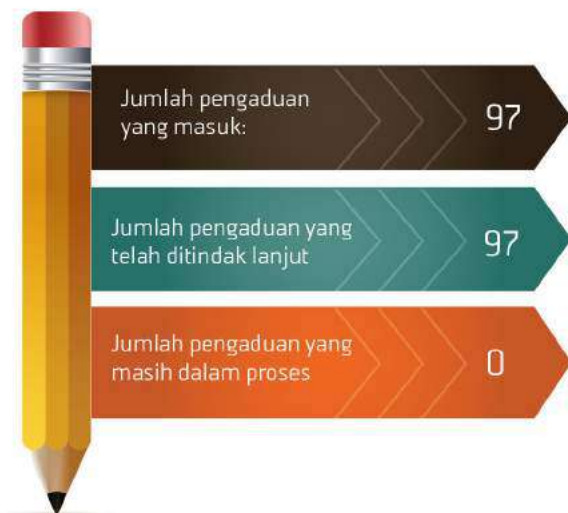 Jumlah pengaduan
yang masuk:
97
Jumlah pengaduan yang
telah ditindak lanjut
97
Jumlah pengaduan yang
masih dalam proses
0